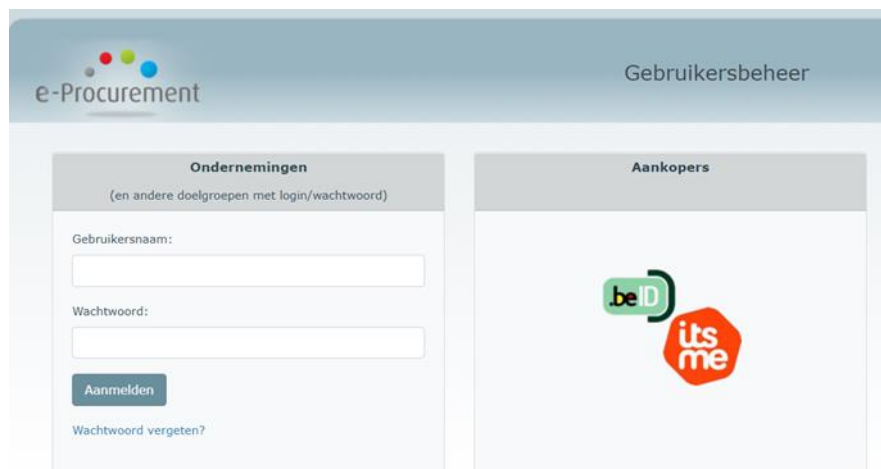 e-Procurement
Gebruikersbeheer
Ondernemingen
(en andere doelgroepen met login/wachtwoord)
Gebruikersnaam:
Wachtwoord:
Aanmelden
Wachtwoord vergeten?
Aankopers
.beID
itsme